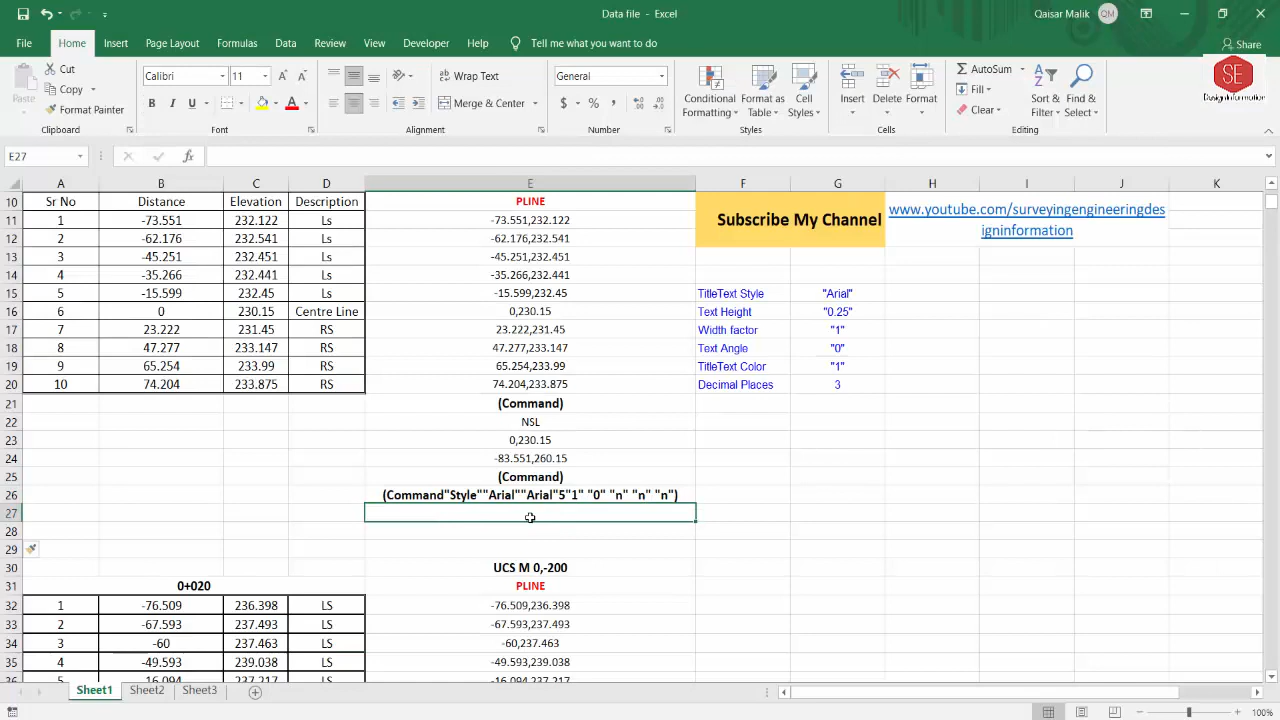 Data file - Excel
Qaisar Malik QM
File Home Insert Page Layout Formulas Data Review View Developer Help Tell me what you want to do Share
Paste Cut Copy Format Painter
Calibri 11
B I U
Wrap Text
Merge & Center
General
$ % ,
Conditional Formatting Format as Table Cell Styles
Insert Delete Format
AutoSum Fill Clear
Sort & Filter Find & Select
SE
Design Information
Clipboard Font Alignment Number Styles Cells Editing
E27 fx
A B C D E F G H I J K
10 Sr No Distance Elevation Description PLINE
11 1 -73.551 232.122 Ls -73.551,232.122
Subscribe My Channel
www.youtube.com/surveyingengineeringdes
igninformation
12 2 -62.176 232.541 Ls -62.176,232.541
13 3 -45.251 232.451 Ls -45.251,232.451
14 4 -35.266 232.441 Ls -35.266,232.441
15 5 -15.599 232.45 Ls -15.599,232.45 TitleText Style "Arial"
16 6 0 230.15 Centre Line 0,230.15 Text Height "0.25"
17 7 23.222 231.45 RS 23.222,231.45 Width factor "1"
18 8 47.277 233.147 RS 47.277,233.147 Text Angle "0"
19 9 65.254 233.99 RS 65.254,233.99 TitleText Color "1"
20 10 74.204 233.875 RS 74.204,233.875 Decimal Places 3
21 (Command)
22 NSL
23 0,230.15
24 -83.551,260.15
25 (Command)
26 (Command"Style""Arial""Arial"5"1" "0" "n" "n" "n")
27
28
29
30 UCS M 0,-200
31 0+020 PLINE
32 1 -76.509 236.398 LS -76.509,236.398
33 2 -67.593 237.493 LS -67.593,237.493
34 3 -60 237.463 LS -60,237.463
35 4 -49.593 239.038 LS -49.593,239.038
36 5 -16.094 237.217 LS -16.094,237.217
Sheet1 Sheet2 Sheet3
100%